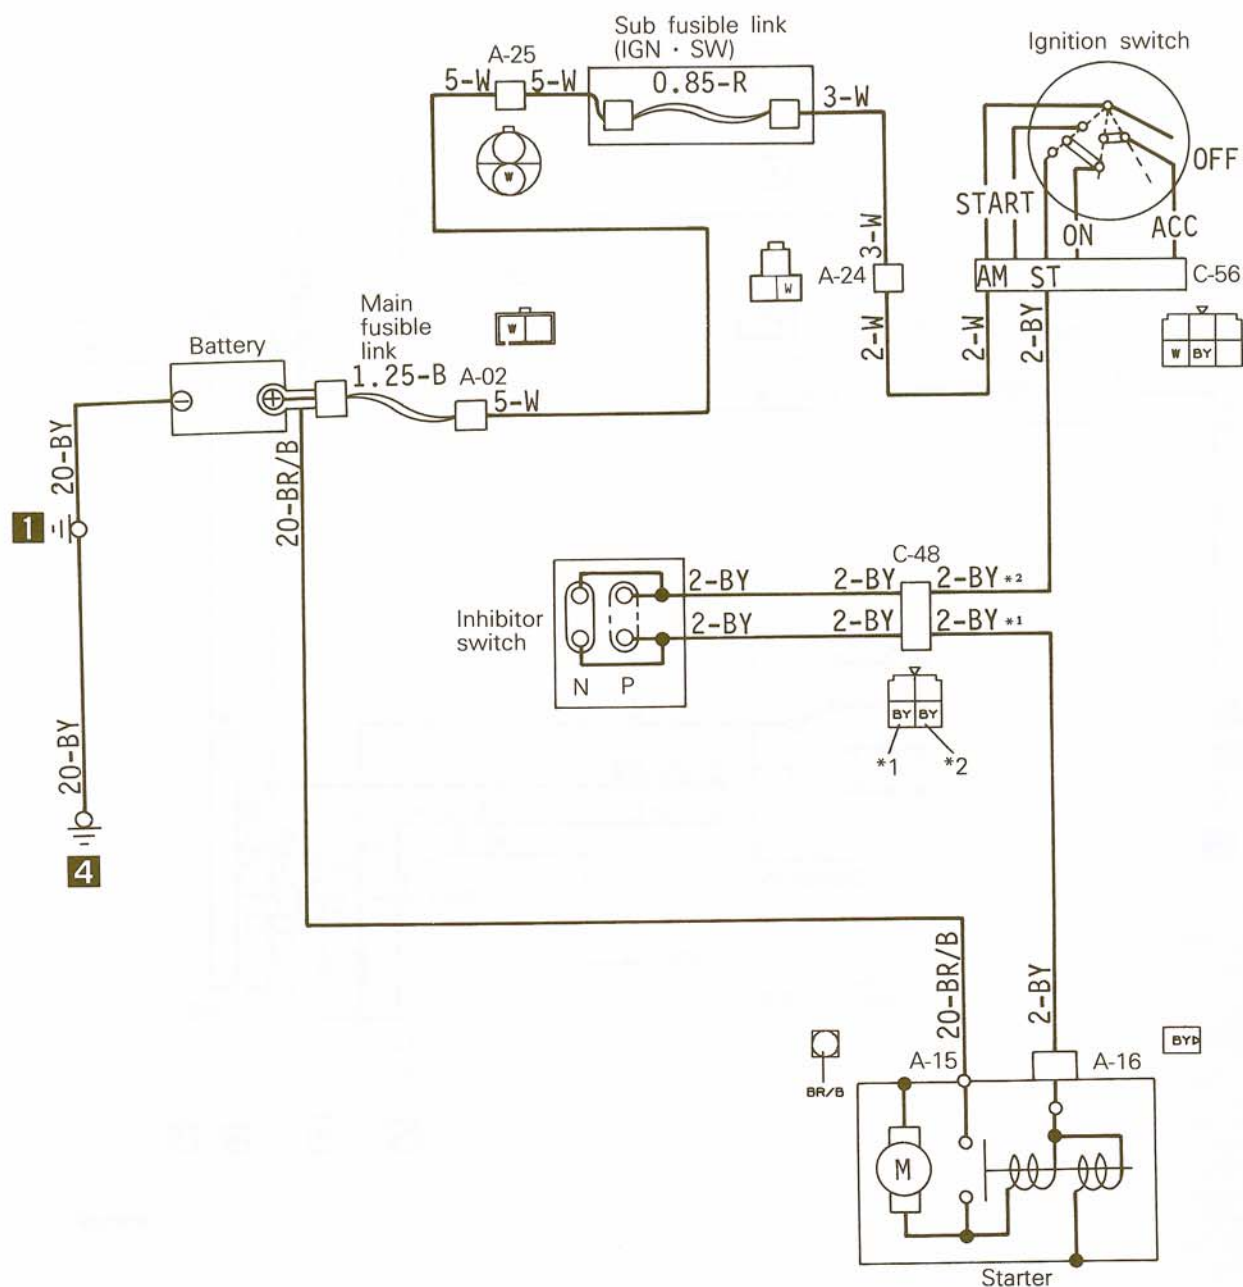 Sub fusible link
(IGN · SW)
Ignition switch
A-25
5-W
5-W
0.85-R
3-W
W
OFF
START
ON
ACC
3-W
A-24
W
AM ST
C-56
2-W
2-W
2-BY
W BY
Main
fusible
link
W
Battery
1.25-B
A-02
5-W
20-BY
20-BR/B
1
C-48
2-BY
2-BY
2-BY *2
Inhibitor
switch
2-BY
2-BY
2-BY *1
N P
BY BY
*1 *2
20-BY
4
20-BR/B
2-BY
A-15
A-16
BY
BR/B
M
Starter